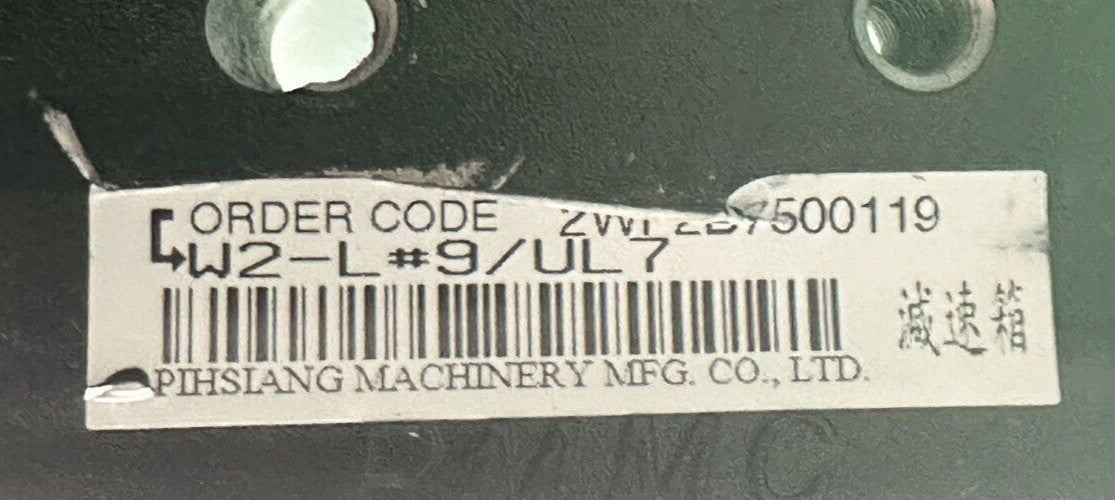 ORDER CODE
W2-L#9/UL7
減速箱
PIHSIANG MACHINERY MFG. CO., LTD.